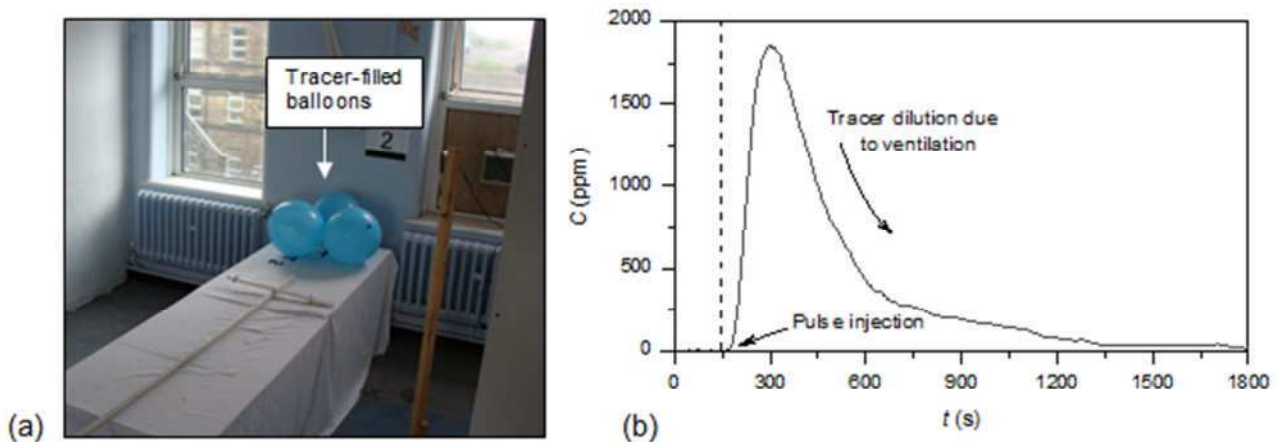 Tracer-filled
balloons
2
(a)
2000
1500
1000
500
0
C (ppm)
Tracer dilution due
to ventilation
Pulse injection
0 300 600 900 1200 1500 1800
t (s)
(b)